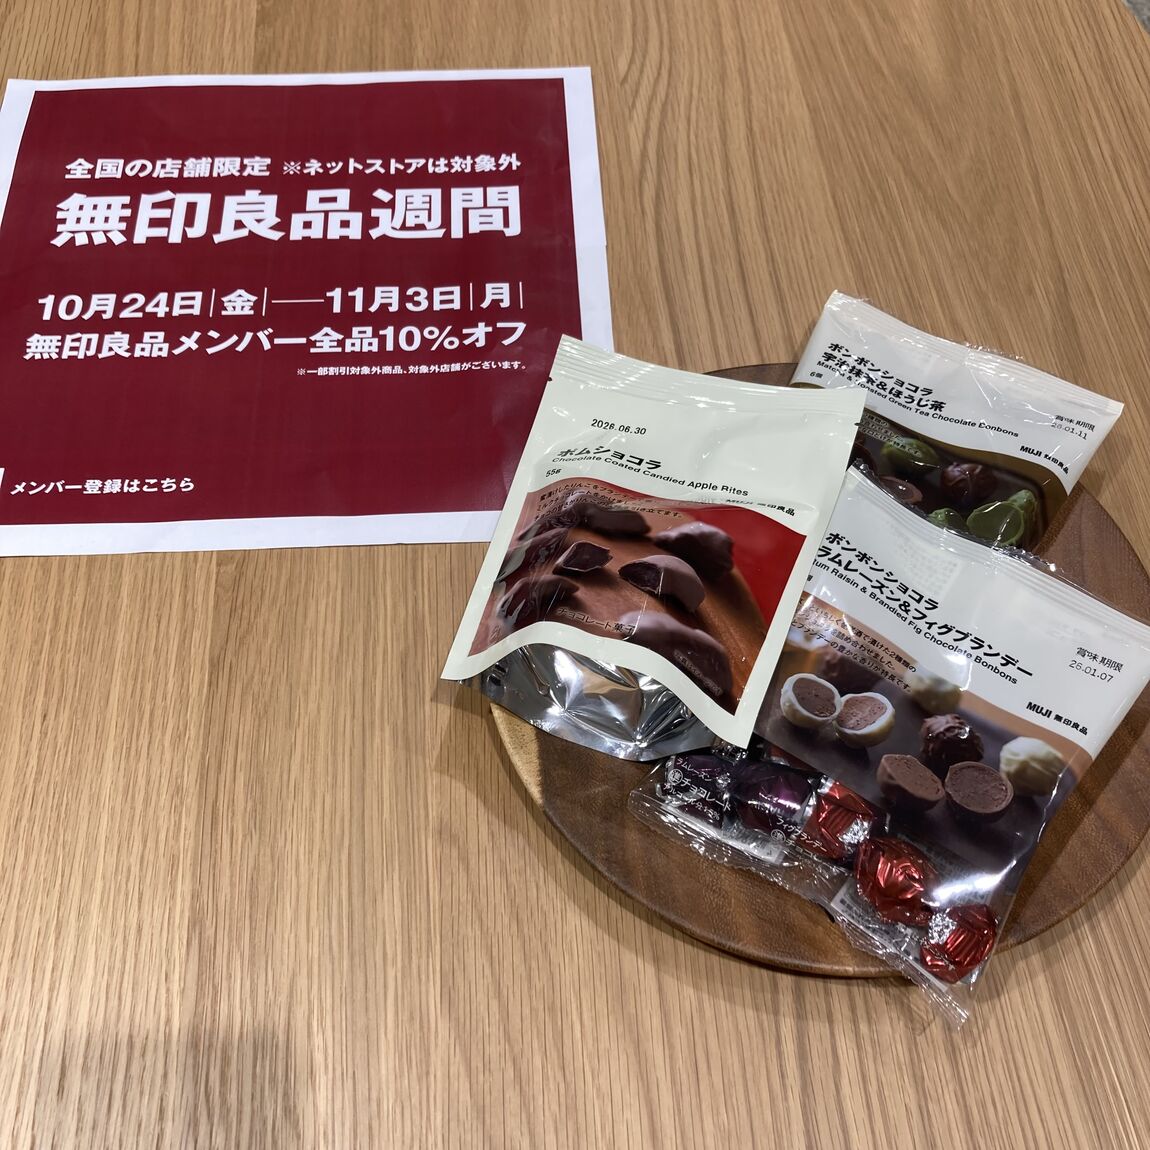 全国の店舗限定 ※ネットストアは対象外
無印良品週間
10月24日|金|―11月3日|月|
無印良品メンバー全品10%オフ
※一部割引対象外商品、対象外店舗がございます。
メンバー登録はこちら
2026.06.30
ポムショコラ
Chocolate Coated Candied Apple Bites
55g
MUJI 無印良品
チョコレート菓子
ボンボンショコラ
宇治抹茶&ほうじ茶
Matcha & Roasted Green Tea Chocolate Bonbons
6個
賞味期限
26.01.11
MUJI 無印良品
ボンボンショコラ
ラムレーズン&フィグブランデー
Rum Raisin & Brandied Fig Chocolate Bonbons
賞味期限
26.01.07
MUJI 無印良品
ラムレーズン
チョコレート
フィグブランデー